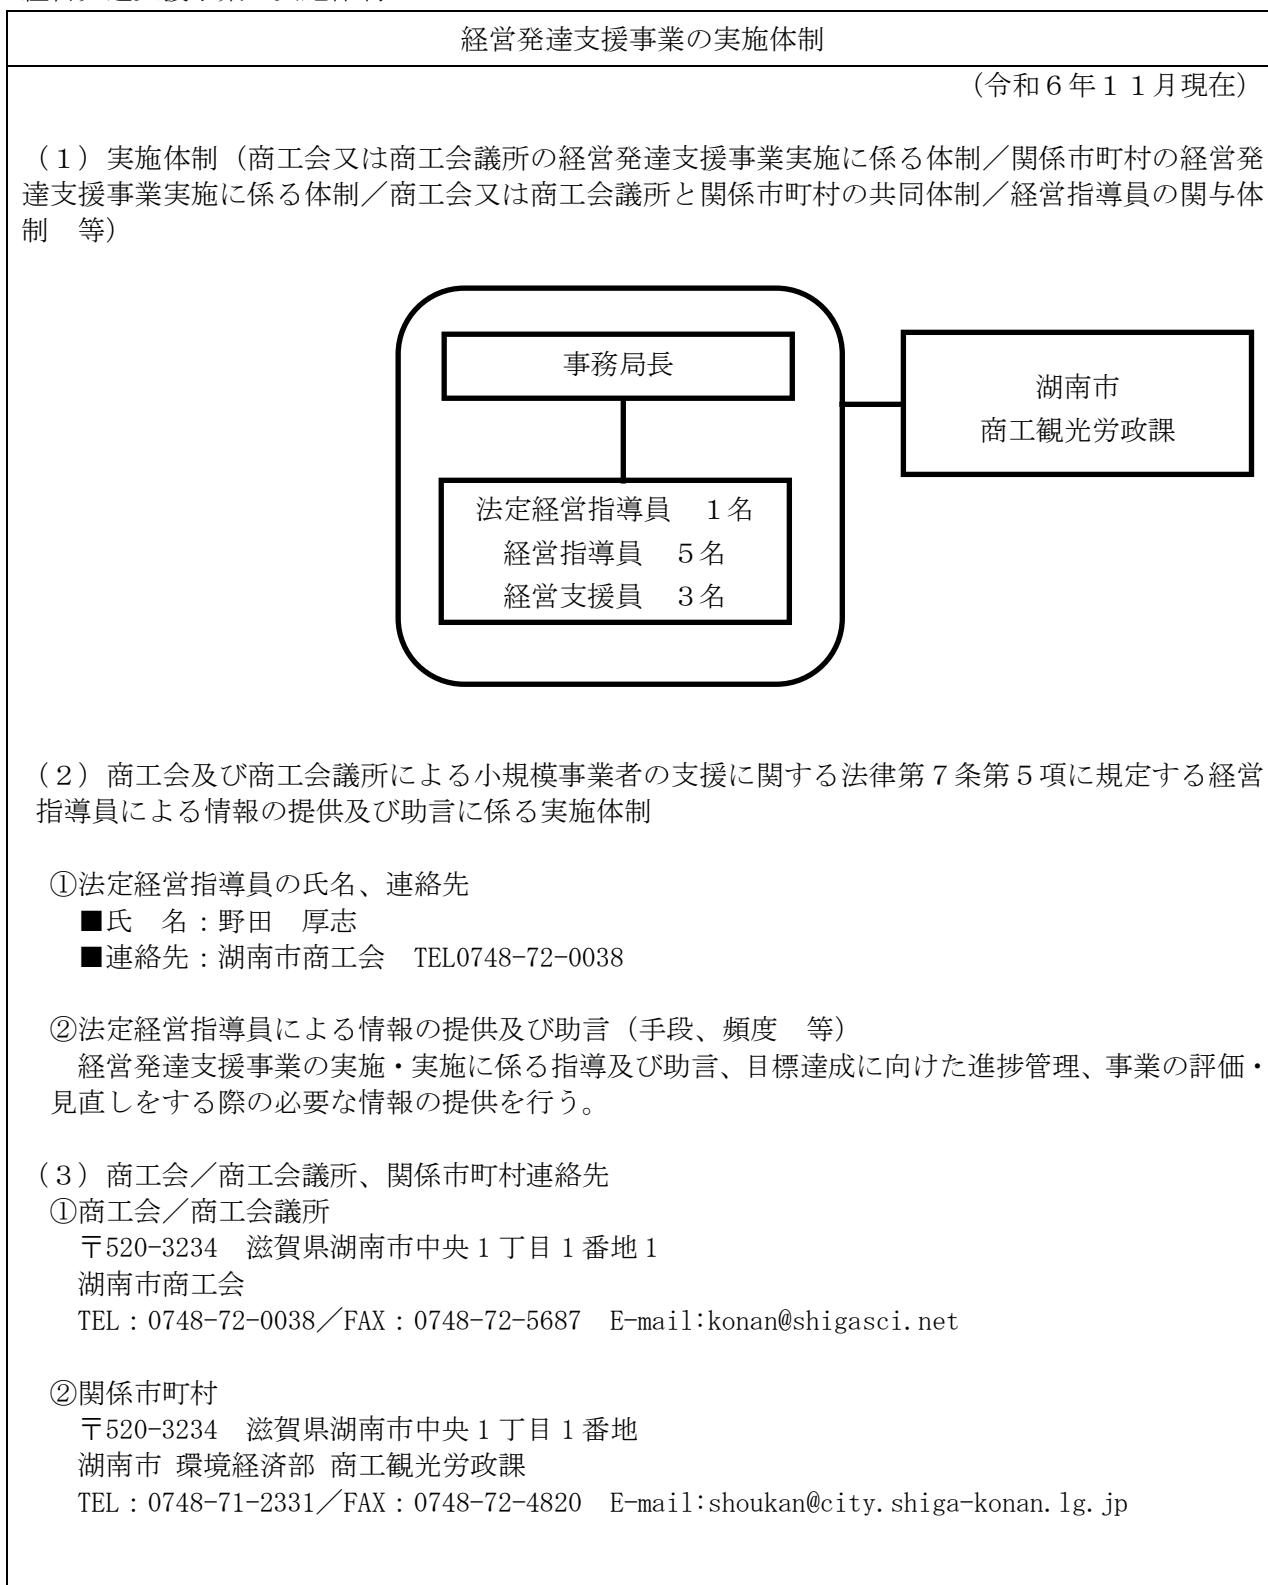 経営発達支援事業の実施体制
（令和６年１１月現在）
（１）実施体制（商工会又は商工会議所の経営発達支援事業実施に係る体制／関係市町村の経営発
達支援事業実施に係る体制／商工会又は商工会議所と関係市町村の共同体制／経営指導員の関与体
制　等）
事務局長
湖南市
商工観光労政課
法定経営指導員　１名
経営指導員　５名
経営支援員　３名
（２）商工会及び商工会議所による小規模事業者の支援に関する法律第７条第５項に規定する経営
指導員による情報の提供及び助言に係る実施体制
①法定経営指導員の氏名、連絡先
■氏　名：野田　厚志
■連絡先：湖南市商工会　TEL0748-72-0038
②法定経営指導員による情報の提供及び助言（手段、頻度　等）
経営発達支援事業の実施・実施に係る指導及び助言、目標達成に向けた進捗管理、事業の評価・
見直しをする際の必要な情報の提供を行う。
（３）商工会／商工会議所、関係市町村連絡先
①商工会／商工会議所
〒520-3234　滋賀県湖南市中央１丁目１番地１
湖南市商工会
TEL：0748-72-0038／FAX：0748-72-5687　E-mail:konan@shigasci.net
②関係市町村
〒520-3234　滋賀県湖南市中央１丁目１番地
湖南市 環境経済部 商工観光労政課
TEL：0748-71-2331／FAX：0748-72-4820　E-mail:shoukan@city.shiga-konan.lg.jp